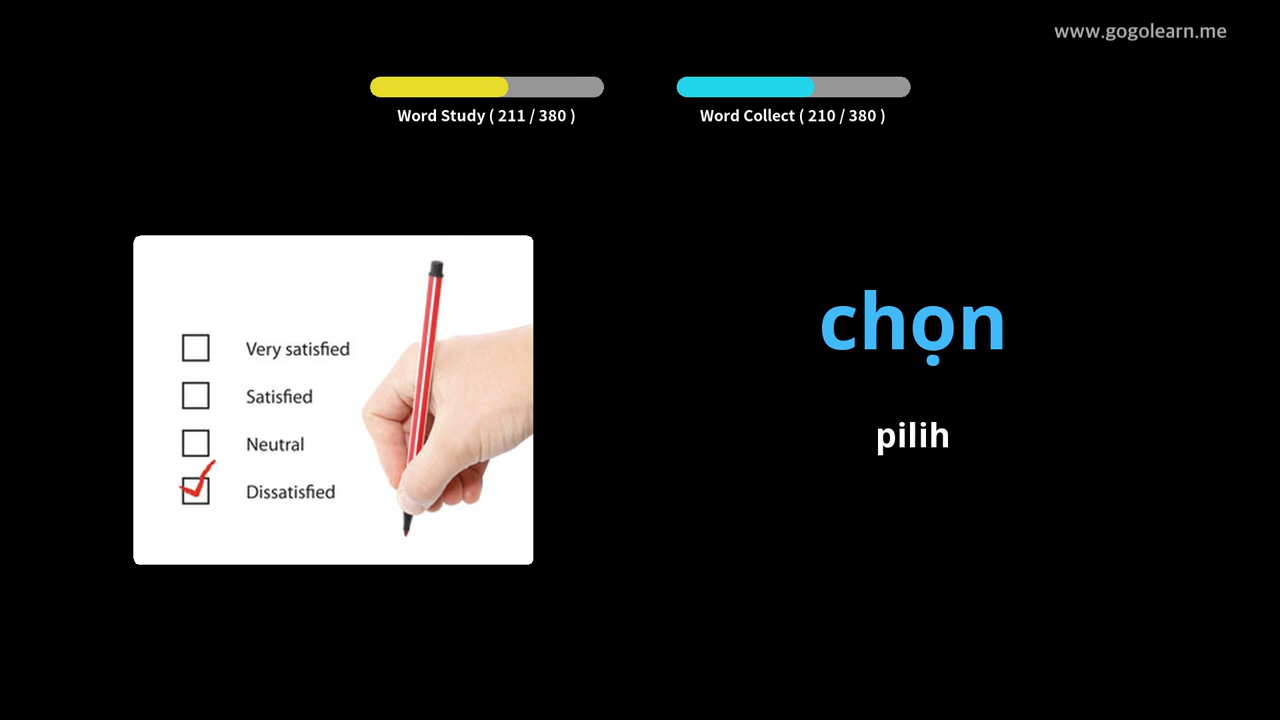 www.gogolearn.me
Word Study ( 211 / 380 )
Word Collect ( 210 / 380 )
Very satisfied
Satisfied
Neutral
Dissatisfied
chọn
pilih